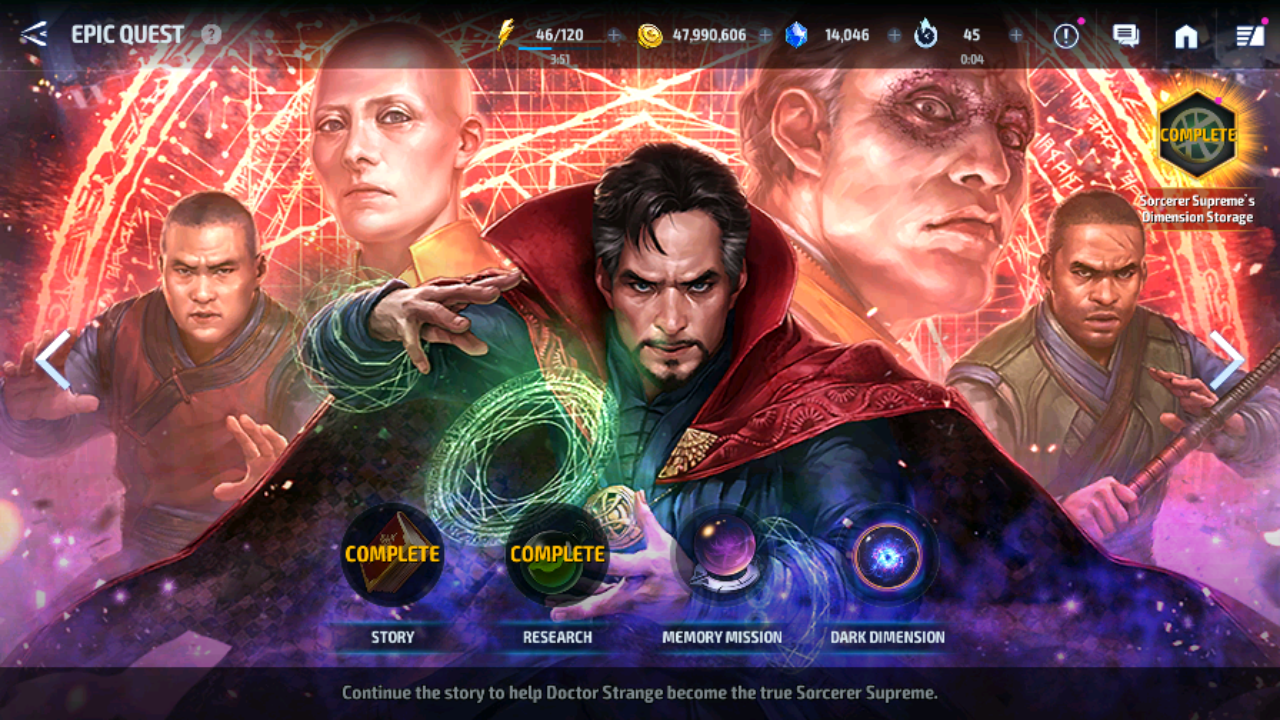 EPIC QUEST ?
46/120
3:51
47,990,606
14,046
45
0:04
COMPLETE
Sorcerer Supreme's
Dimension Storage
COMPLETE
COMPLETE
STORY
RESEARCH
MEMORY MISSION
DARK DIMENSION
Continue the story to help Doctor Strange become the true Sorcerer Supreme.